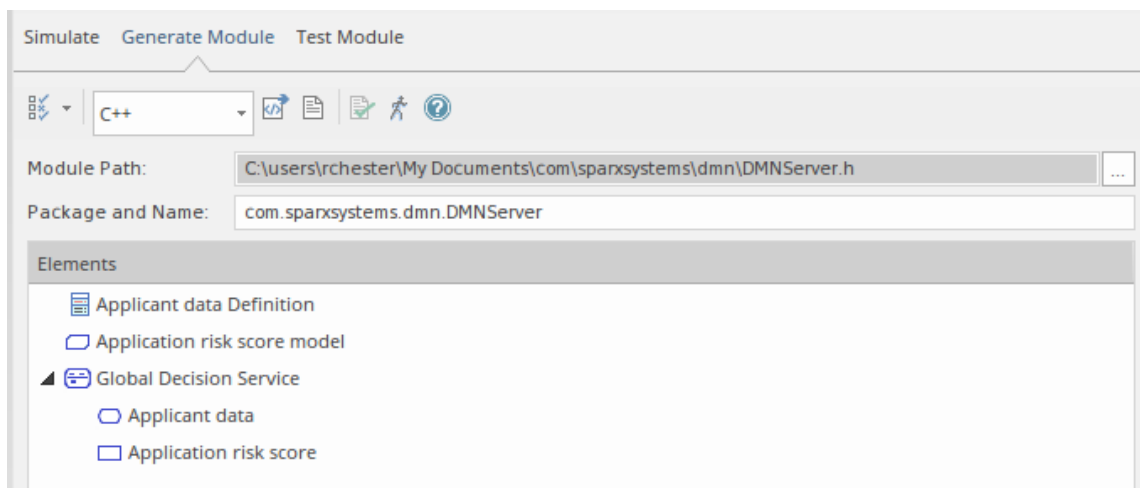 Simulate Generate Module Test Module
C++
Module Path: C:\users\rchester\My Documents\com\sparxsystems\dmn\DMNServer.h ...
Package and Name: com.sparxsystems.dmn.DMNServer
Elements
Applicant data Definition
Application risk score model
Global Decision Service
Applicant data
Application risk score